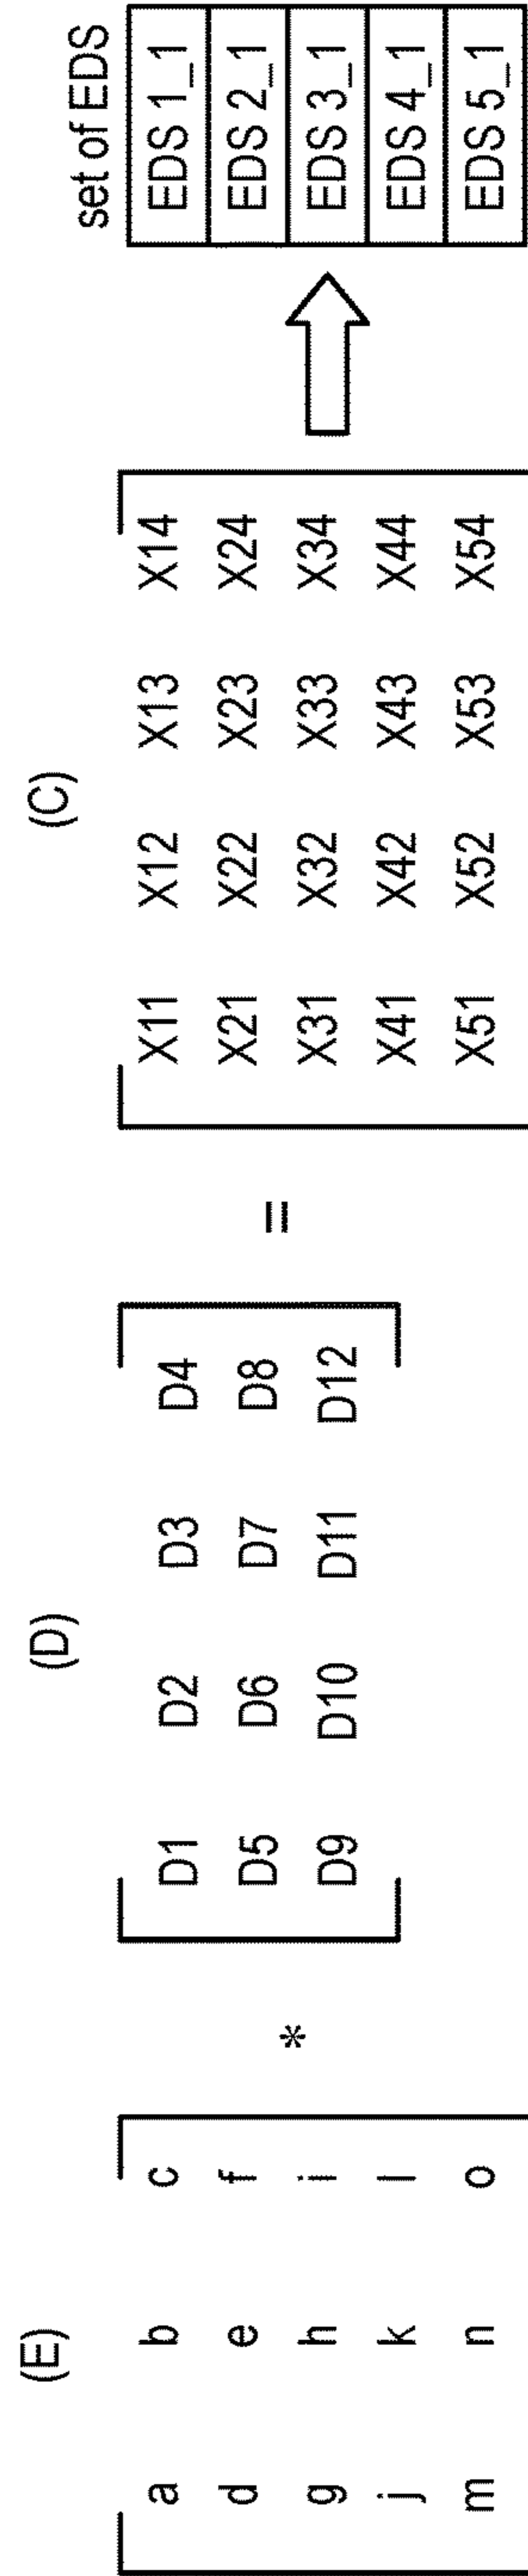 (E)
a b c
d e f
g h i
j k l
m n o
*
(D)
D1 D2 D3 D4
D5 D6 D7 D8
D9 D10 D11 D12
=
(C)
X11 X12 X13 X14
X21 X22 X23 X24
X31 X32 X33 X34
X41 X42 X43 X44
X51 X52 X53 X54
set of EDS
EDS 1_1
EDS 2_1
EDS 3_1
EDS 4_1
EDS 5_1